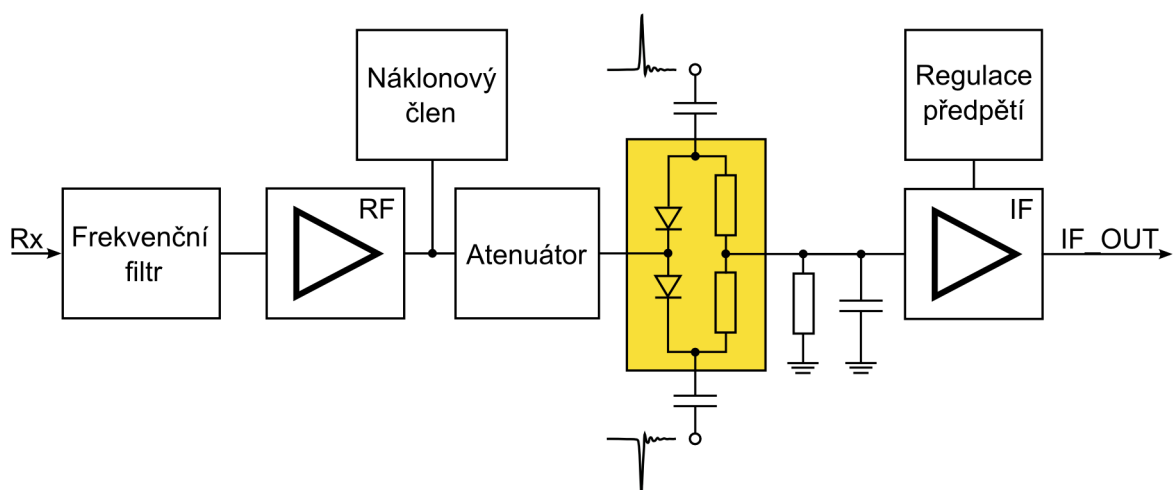 Náklonový
člen
Regulace
předpětí
Rx
Frekvenční
filtr
RF
Atenuátor
IF
IF_OUT